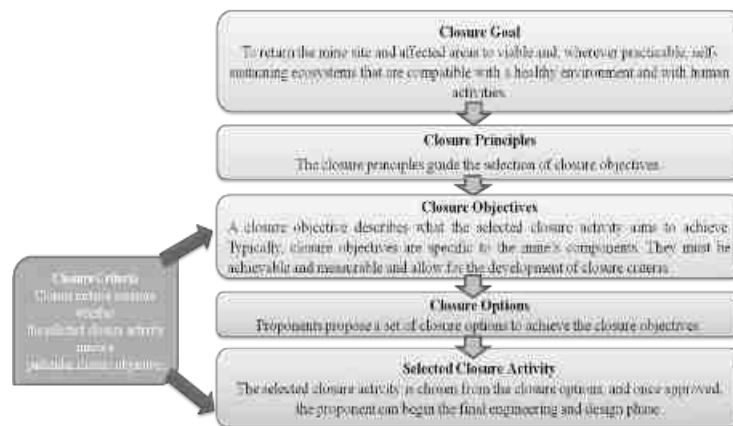 Closure Goal
To return the mine site and affected areas to viable and, wherever practicable, self-
sustaining ecosystems that are compatible with a healthy environment and with human
activities.
Closure Principles
The closure principles guide the selection of closure objectives
Closure Objectives
A closure objective describes what the selected closure activity aims to achieve.
Typically, closure objectives are specific to the mine's components. They must be
achievable and measurable and allow for the development of closure criteria
Closure Criteria
Closure criteria measure
whether
the selected closure activity
meets
particular closure objectives
Closure Options
Proponents propose a set of closure options to achieve the closure objectives.
Selected Closure Activity
The selected closure activity is chosen from the closure options, and once approved,
the proponent can begin the final engineering and design phase.